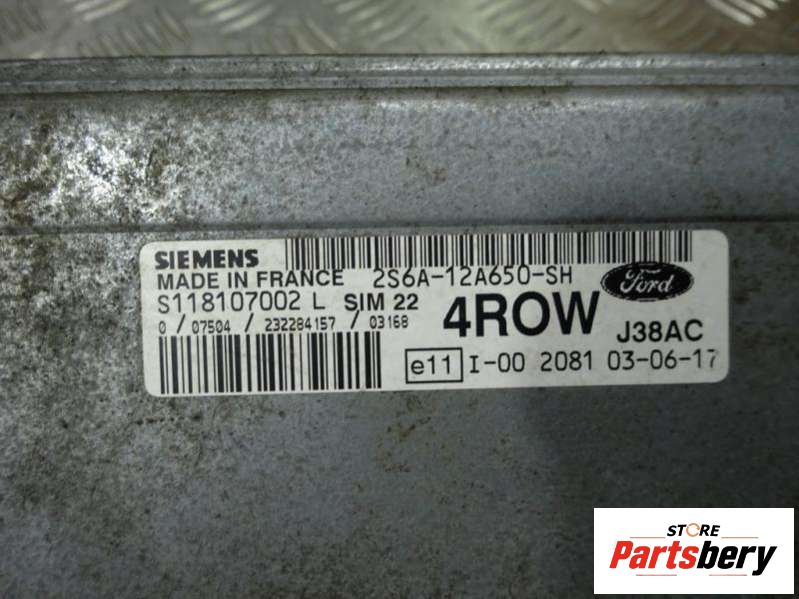 SIEMENS
MADE IN FRANCE 2S6A-12A650-SH
S118107002 L SIM 22
0 / 07504 / 232284157 / 03168
4ROW
Ford
J38AC
e11 I-00 2081 03-06-17
STORE
Partsbery